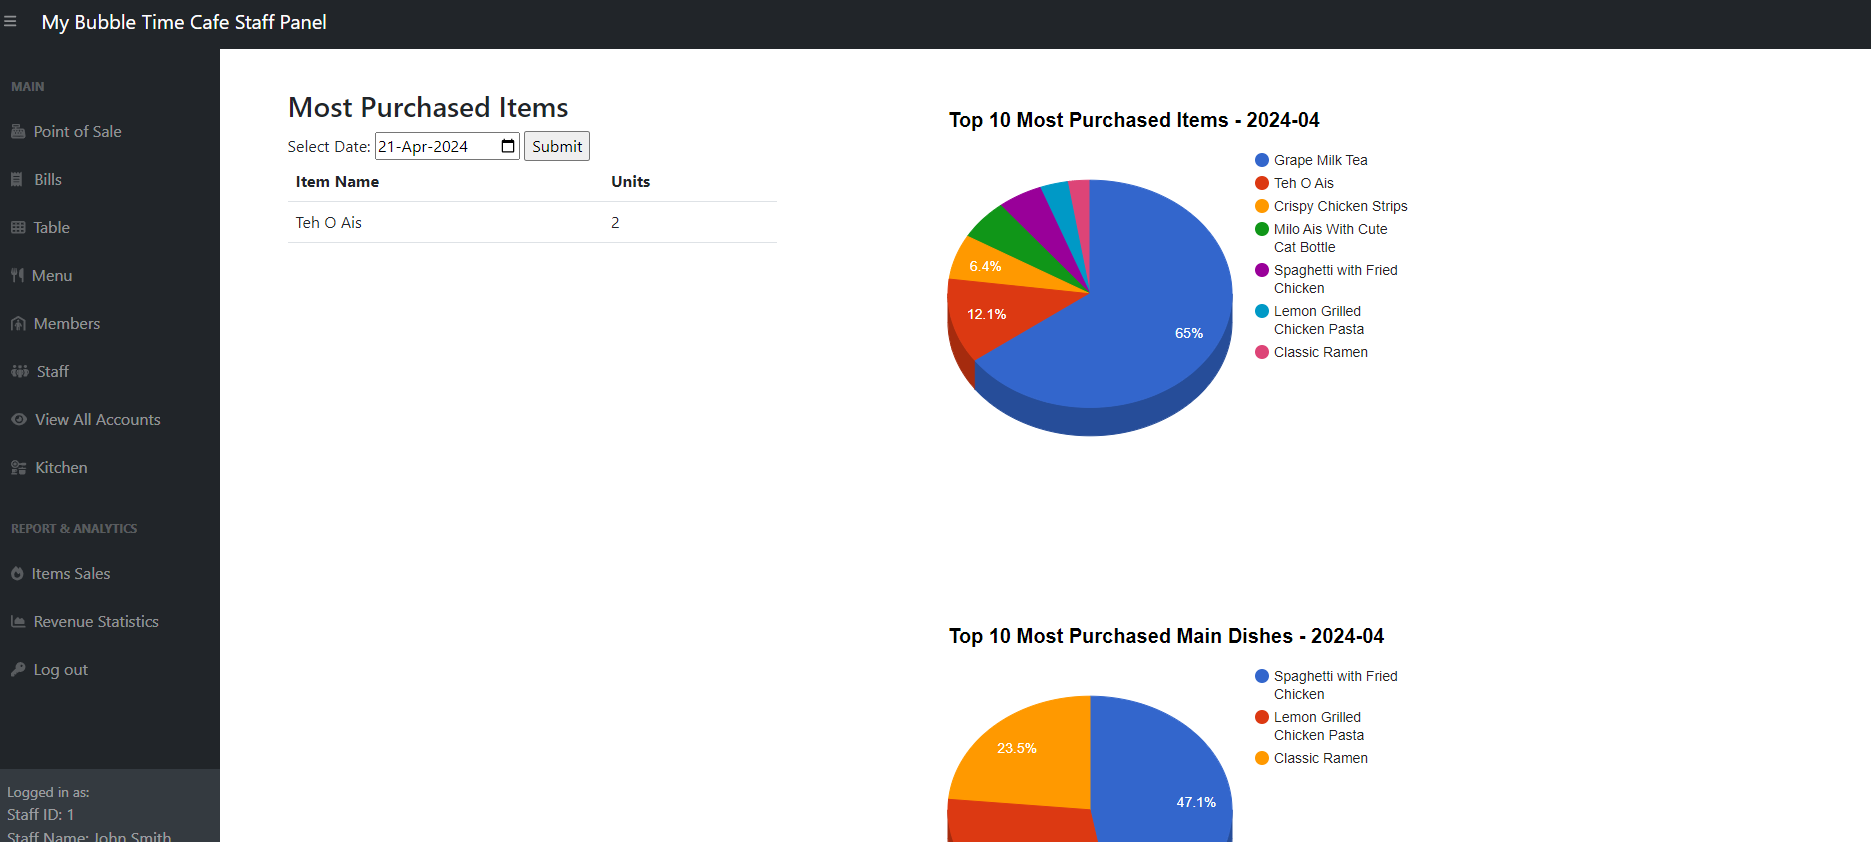 My Bubble Time Cafe Staff Panel
MAIN
Point of Sale
Bills
Table
Menu
Members
Staff
View All Accounts
Kitchen
REPORT & ANALYTICS
Items Sales
Revenue Statistics
Log out
Logged in as:
Staff ID: 1
Staff Name: John Smith
Most Purchased Items
Select Date: 21-Apr-2024 Submit
Item Name Units
Teh O Ais 2
Top 10 Most Purchased Items - 2024-04
6.4%
12.1%
65%
Grape Milk Tea
Teh O Ais
Crispy Chicken Strips
Milo Ais With Cute
Cat Bottle
Spaghetti with Fried
Chicken
Lemon Grilled
Chicken Pasta
Classic Ramen
Top 10 Most Purchased Main Dishes - 2024-04
23.5%
47.1%
Spaghetti with Fried
Chicken
Lemon Grilled
Chicken Pasta
Classic Ramen